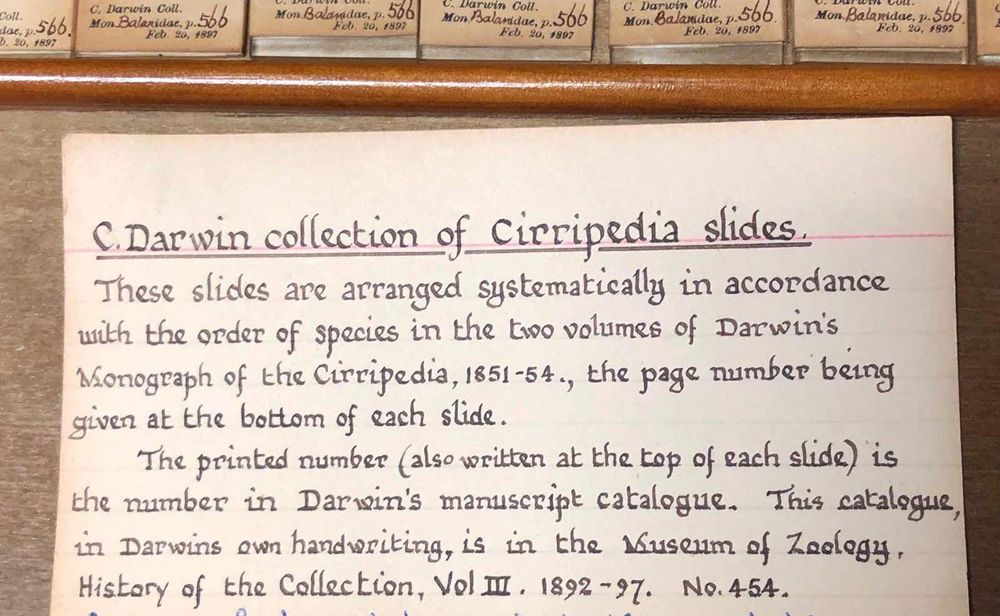 Coll.
C. Darwin Coll.
C. Darwin Coll.
C. Darwin Coll.
C. Darwin Coll.
dae, p. 566.
Mon. Balanidae, p. 566
Mon. Balanidae, p. 566
Mon. Balanidae, p. 566
Mon. Balanidae, p. 566.
Mon. Balanidae, p. 566.
b. 20, 1897
Feb. 20, 1897
Feb. 20, 1897
Feb. 20, 1897
Feb. 20, 1897
Feb. 20, 1897
C. Darwin collection of Cirripedia slides.
These slides are arranged systematically in accordance
with the order of species in the two volumes of Darwin's
Monograph of the Cirripedia, 1851-54., the page number being
given at the bottom of each slide.
The printed number (also written at the top of each slide) is
the number in Darwin's manuscript catalogue. This catalogue,
in Darwins own handwriting, is in the Museum of Zoology,
History of the Collection, Vol III. 1892-97. No. 454.